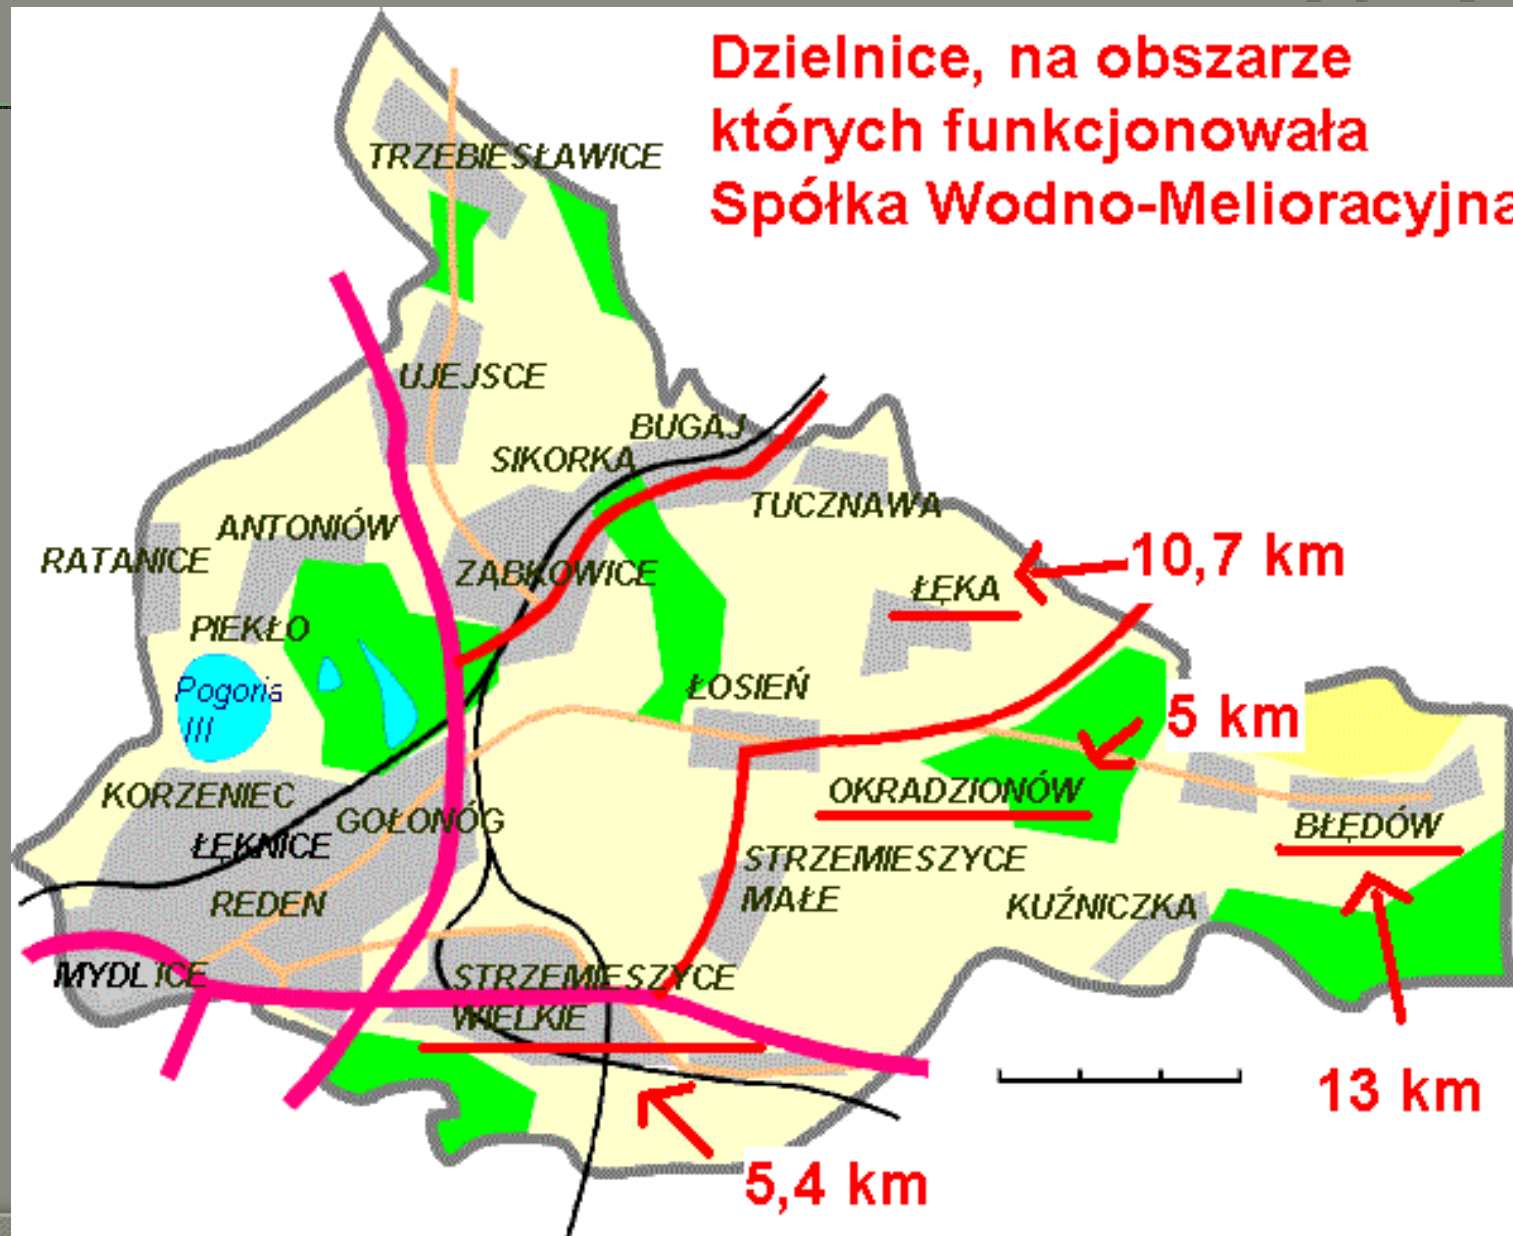 Dzielnice, na obszarze
których funkcjonowała
Spółka Wodno-Melioracyjna
TRZEBIESŁAWICE
UJEJSCE
BUGAJ
SIKORKA
TUCZNAWA
ANTONIÓW
RATANICE
ZĄBKOWICE
10,7 km
ŁĘKA
PIEKŁO
Pogoria
III
ŁOSIEŃ
5 km
KORZENIEC
GOŁONÓG
OKRADZIONÓW
BŁĘDÓW
ŁĘKNICE
STRZEMIESZYCE
MAŁE
REDEN
KUŹNICZKA
MYDLICE
STRZEMIESZYCE
WIELKIE
13 km
5,4 km